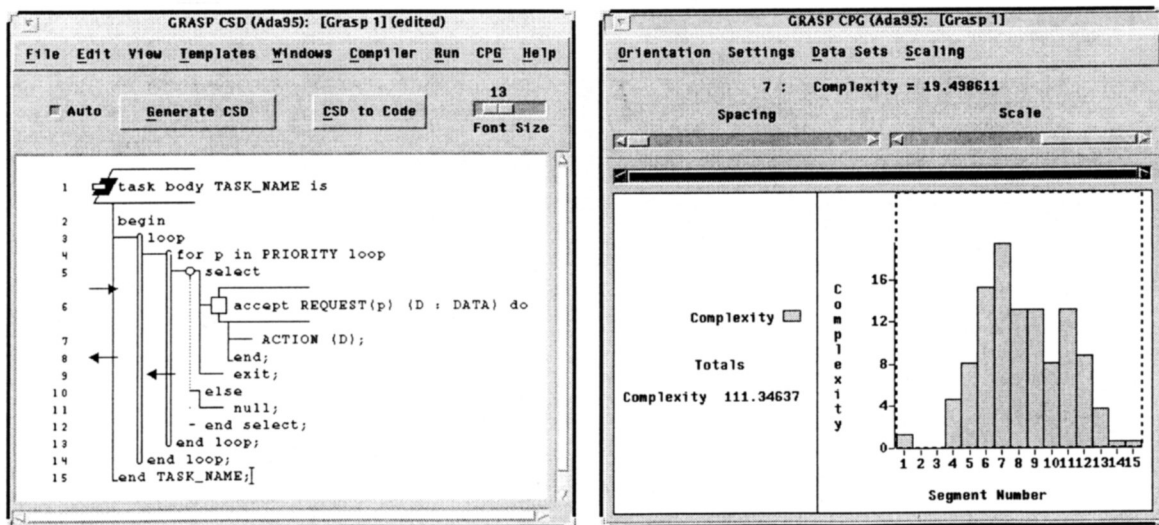 GRASP CSD (Ada95): [Grasp 1] (edited)
File Edit View Templates Windows Compiler Run CPG Help
Auto Generate CSD CSD to Code 13
Font Size
1 task body TASK_NAME is
2 begin
3 loop
4 for p in PRIORITY loop
5 select
6 accept REQUEST(p) (D : DATA) do
7 ACTION (D);
8 end;
9 exit;
10 else
11 null;
12 end select;
13 end loop;
14 end loop;
15 end TASK_NAME;
GRASP CPG (Ada95): [Grasp 1]
Orientation Settings Data Sets Scaling
7 : Complexity = 19.498611
Spacing Scale
Complexity
Totals
Complexity 111.34637
Complexity
16
12
8
4
0
1 2 3 4 5 6 7 8 9 10 11 12 13 14 15
Segment Number